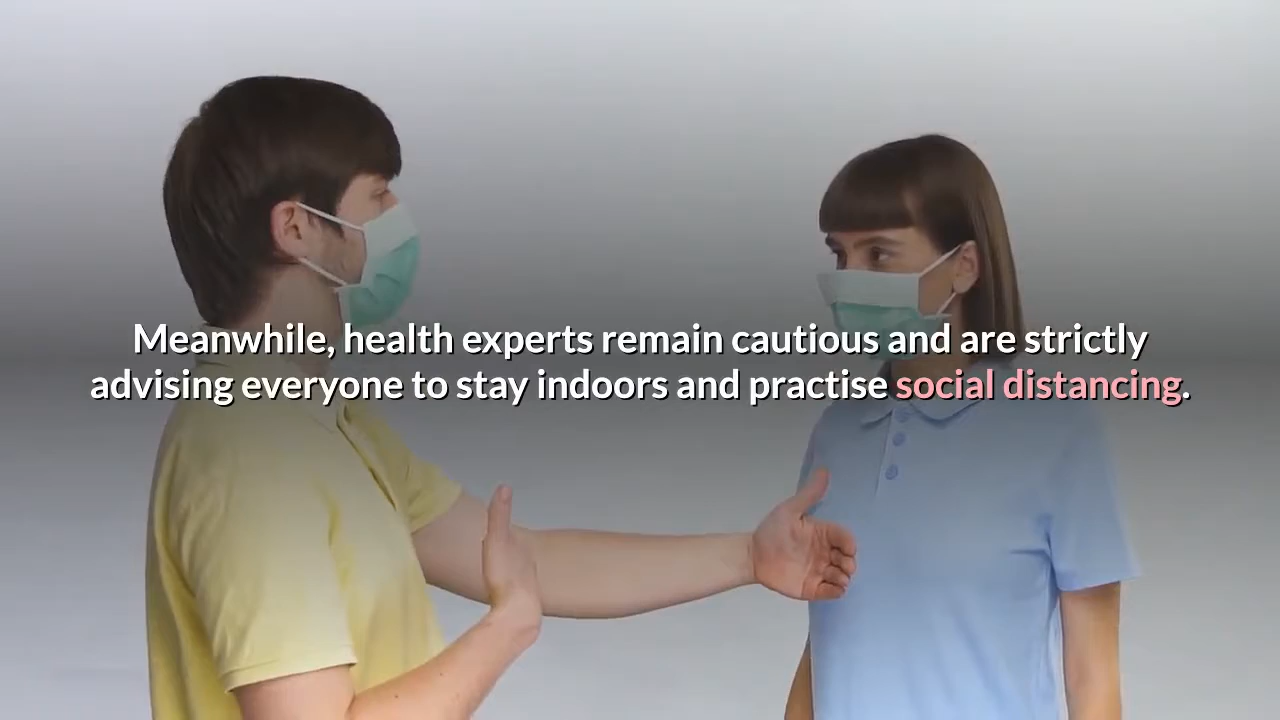 Meanwhile, health experts remain cautious and are strictly
advising everyone to stay indoors and practise social distancing.